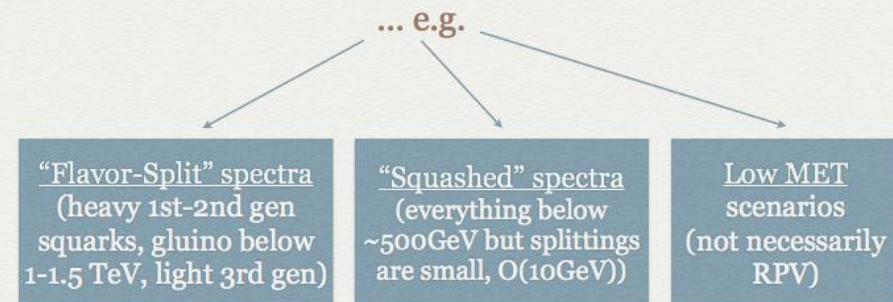 ... e.g.
“Flavor-Split” spectra
(heavy 1st-2nd gen
squarks, gluino below
1-1.5 TeV, light 3rd gen)
“Squashed” spectra
(everything below
~500GeV but splittings
are small, O(10GeV))
Low MET
scenarios
(not necessarily
RPV)